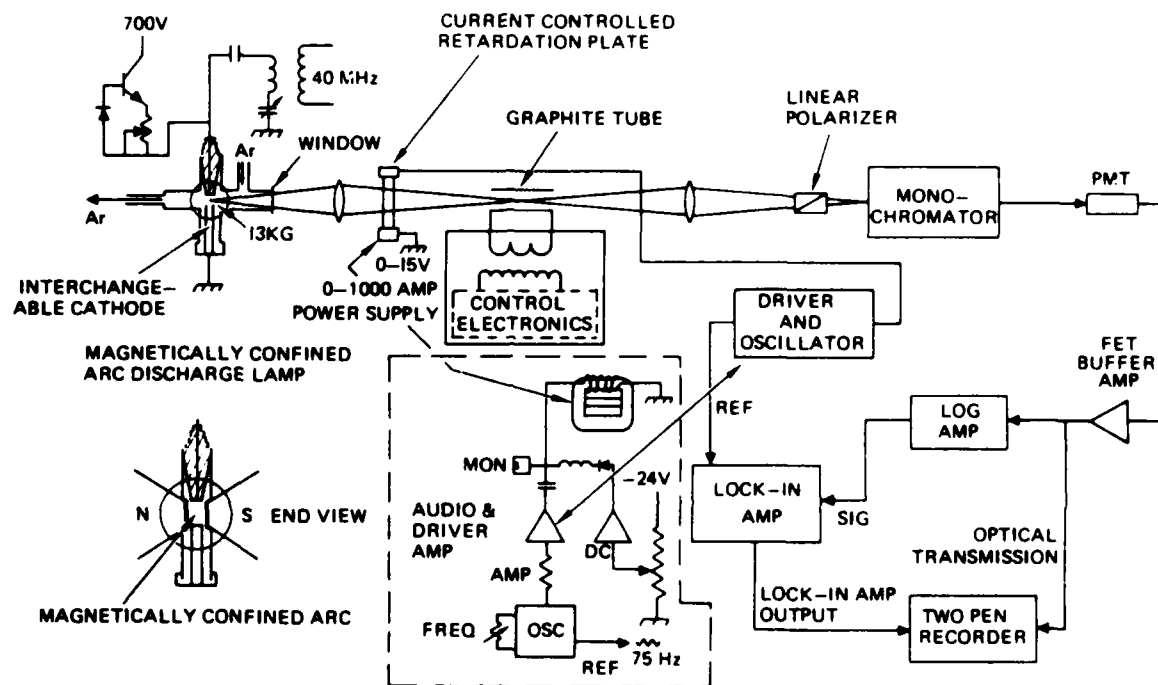 700V
CURRENT CONTROLLED
RETARDATION PLATE
40 MHz
GRAPHITE TUBE
LINEAR
POLARIZER
Ar
WINDOW
MONO-
CHROMATOR
PMT
Ar
13KG
INTERCHANGE-
ABLE CATHODE
0-15V
0-1000 AMP
POWER SUPPLY
CONTROL
ELECTRONICS
DRIVER
AND
OSCILLATOR
MAGNETICALLY CONFINED
ARC DISCHARGE LAMP
FET
BUFFER
AMP
REF
LOG
AMP
MON
-24V
LOCK-IN
AMP
SIG
N
S
END VIEW
AUDIO &
DRIVER
AMP
DC
OPTICAL
TRANSMISSION
AMP
MAGNETICALLY CONFINED ARC
LOCK-IN AMP
OUTPUT
TWO PEN
RECORDER
FREQ
OSC
REF
75 Hz